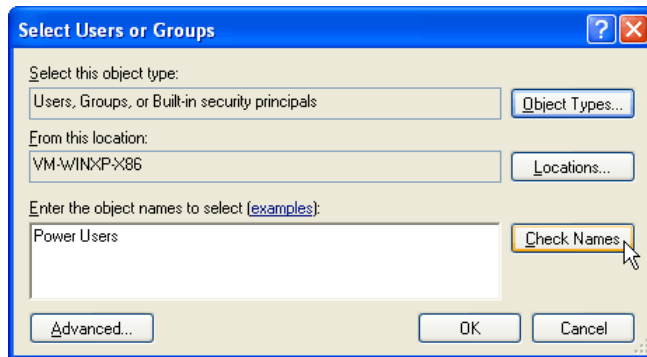 Select Users or Groups
Select this object type:
Users, Groups, or Built-in security principals
Object Types...
From this location:
VM-WINXP-X86
Locations...
Enter the object names to select (examples):
Power Users
Check Names
Advanced...
OK
Cancel